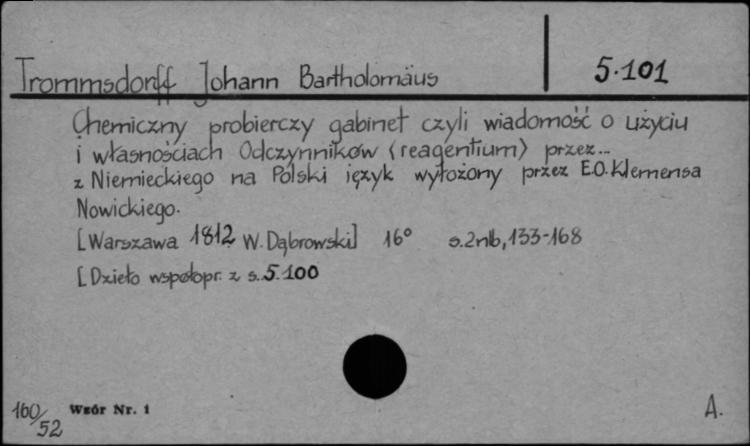 Trommsdorff Johann Bartholomäus
5.101
Chemiczny probierczy gabinet czyli wiadomość o użyciu
i własnościach Odczynników (reagentium) przez...
z Niemieckiego na Polski język wyłożony przez E.O. Klemensa
Nowickiego.
[Warszawa 1812 W. Dąbrowski] 16° s.2nlb,133-168
[Dzieło współopr. z s. 5.100
160/52
Wzór Nr. 1
A.